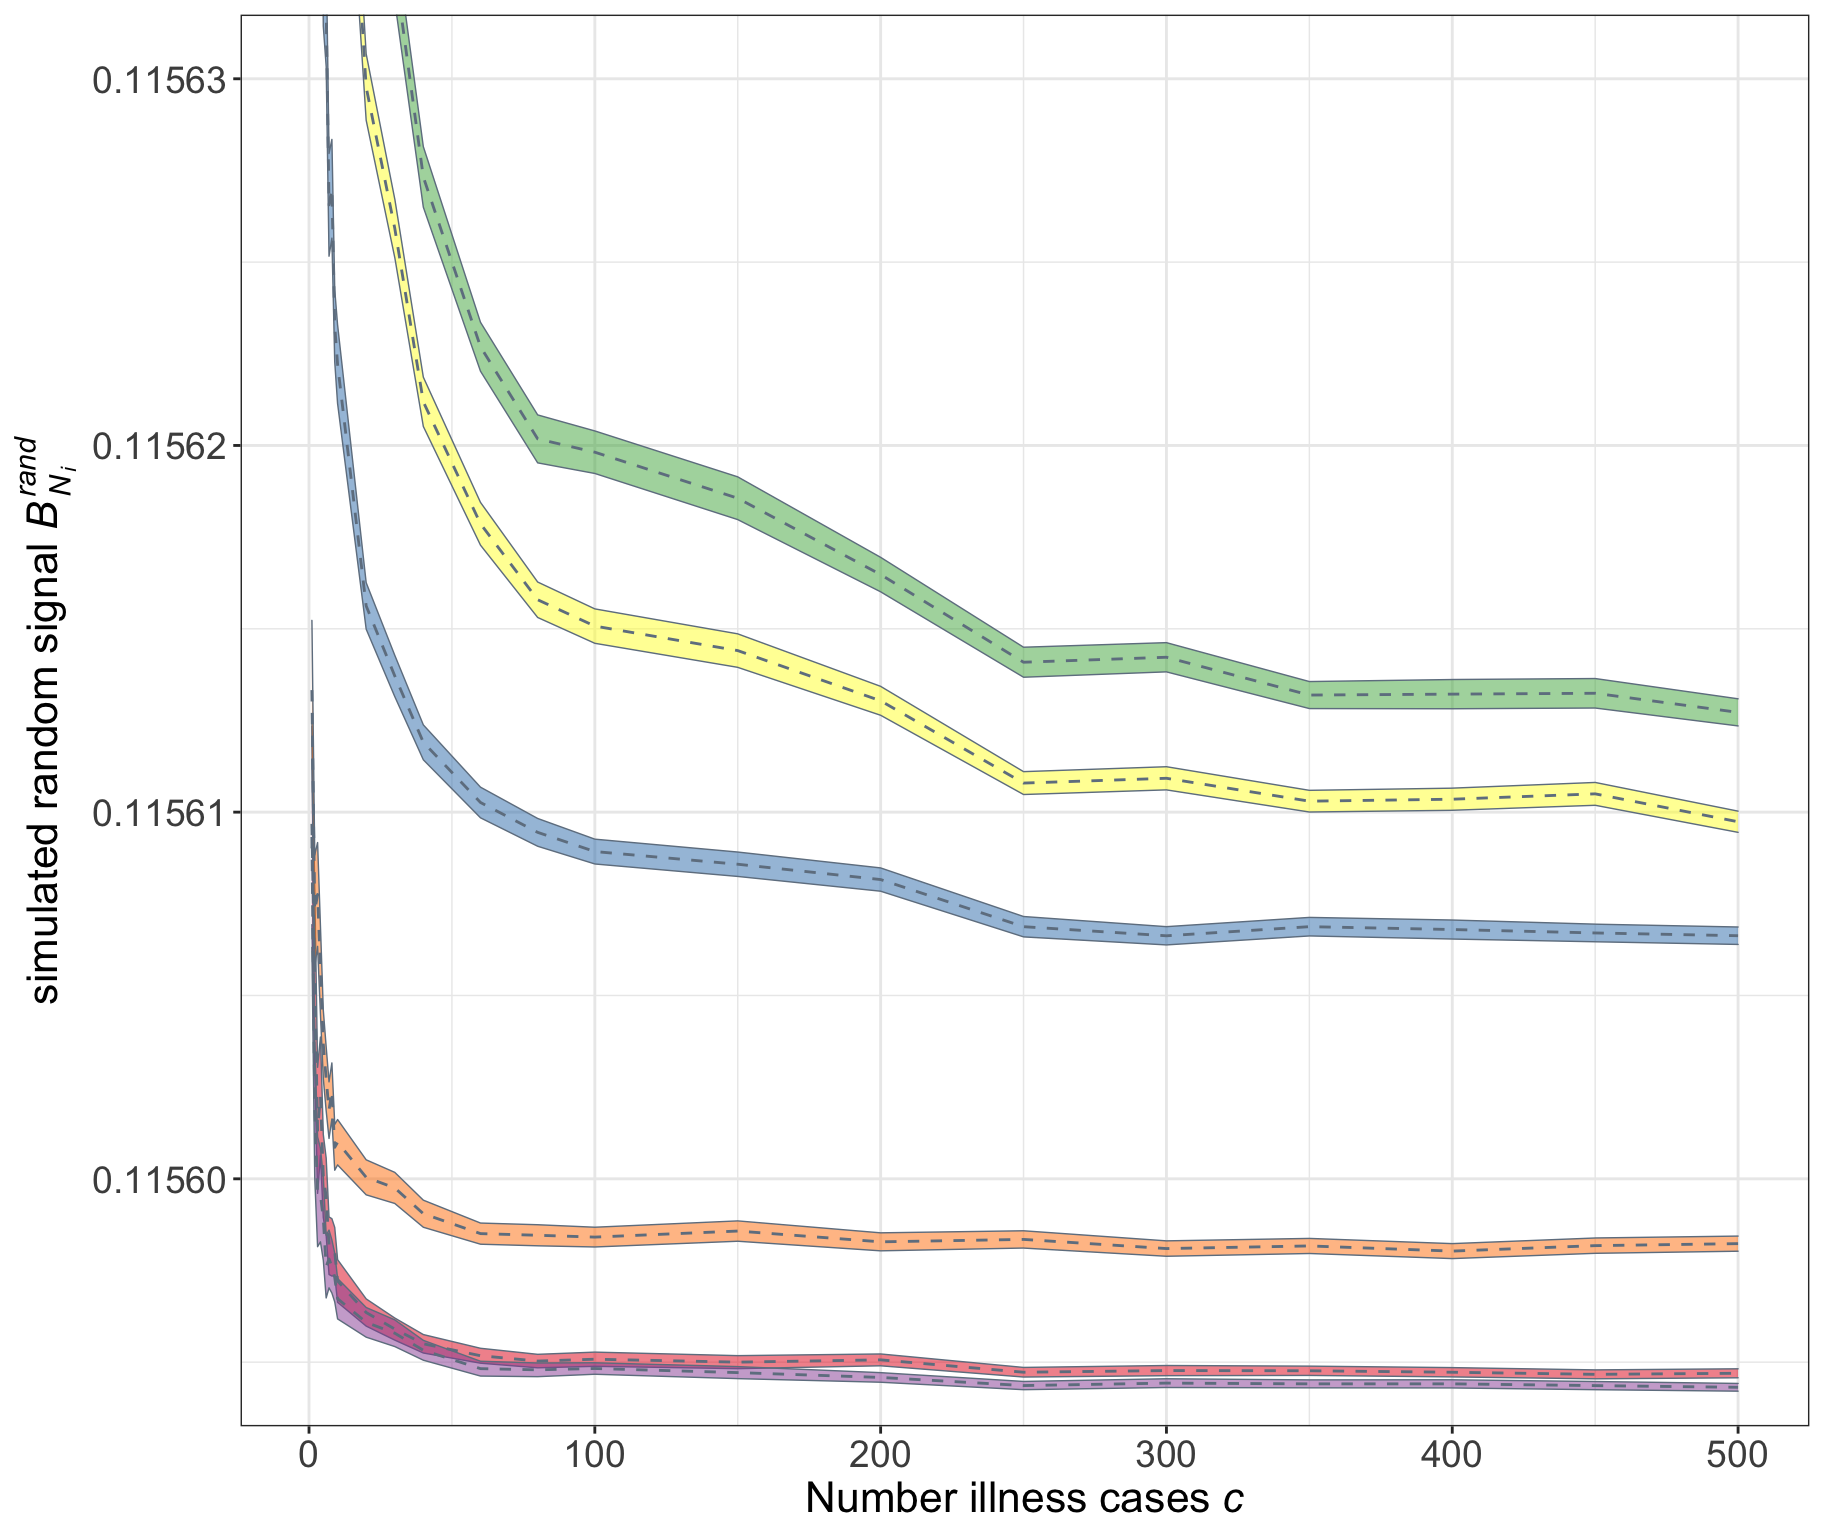 0.11563
0.11562
0.11561
0.11560
simulated random signal B_{N_i}^{rand}
0 100 200 300 400 500
Number illness cases c